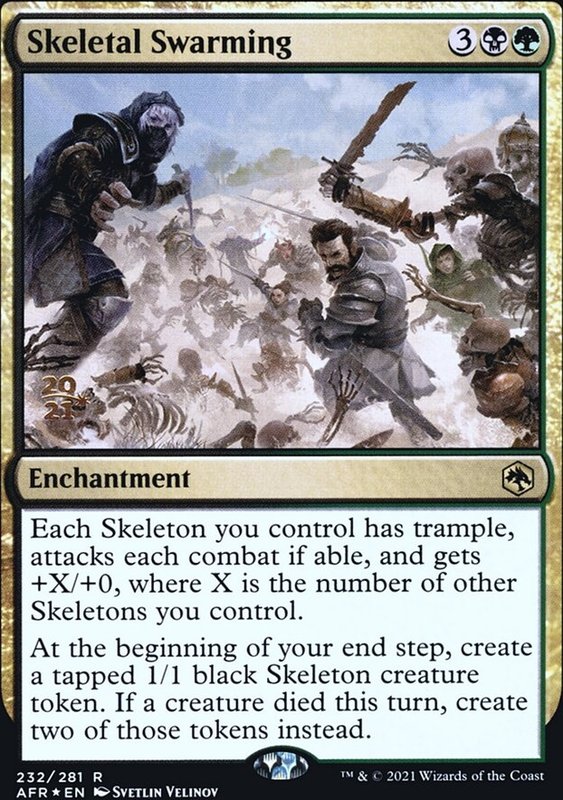 Skeletal Swarming 3
20
21
Enchantment
Each Skeleton you control has trample,
attacks each combat if able, and gets
+X/+0, where X is the number of other
Skeletons you control.
At the beginning of your end step, create
a tapped 1/1 black Skeleton creature
token. If a creature died this turn, create
two of those tokens instead.
232/281 R
AFR★EN Svetlin Velinov
™ & © 2021 Wizards of the Coast